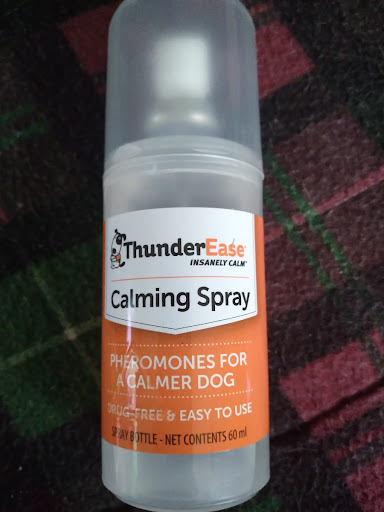 ThunderEase
INSANELY CALM™
Calming Spray
PHEROMONES FOR
A CALMER DOG
DRUG-FREE & EASY TO USE
SPRAY BOTTLE - NET CONTENTS 60 ml